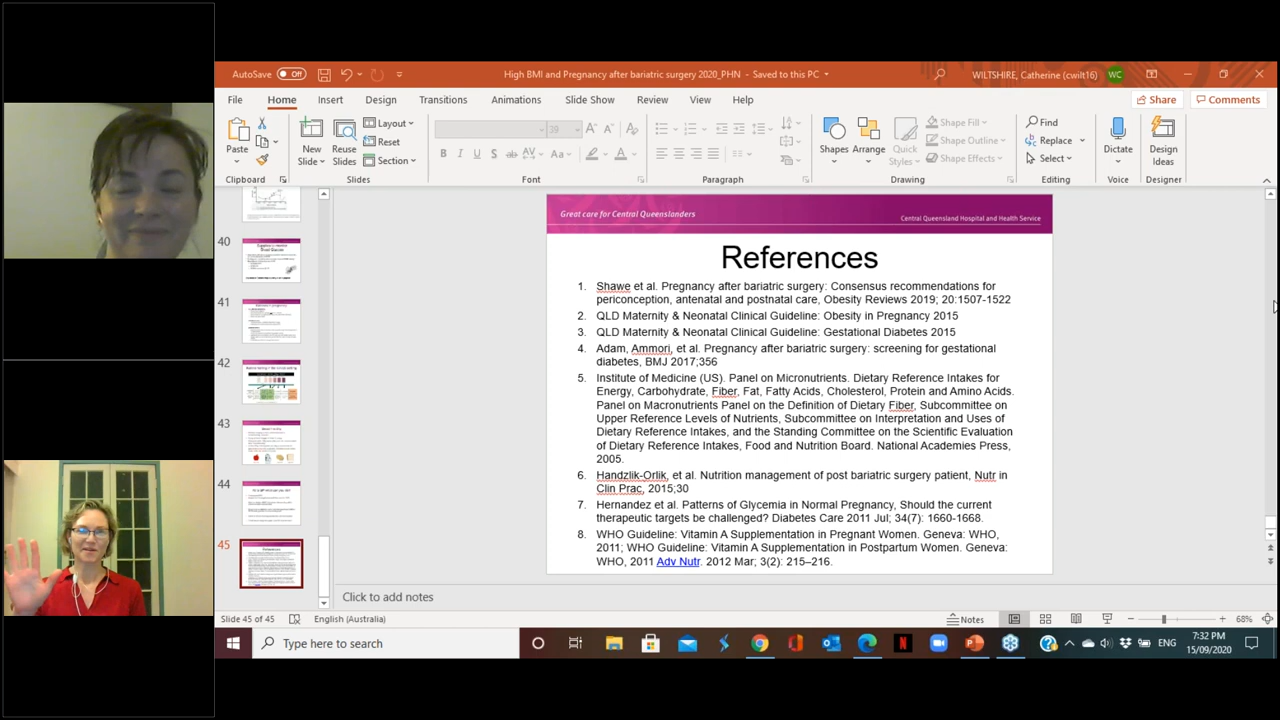 AutoSave Off
High BMI and Pregnancy after bariatric surgery 2020_PHN - Saved to this PC
WILTSHIRE, Catherine (cwilt16) WC
File Home Insert Design Transitions Animations Slide Show Review View Help
Share Comments
Paste
New Slide
Reuse Slides
Layout
Reset
Section
39
B I U S ab AV Aa A
Shapes Arrange Quick Styles
Shape Fill
Shape Outline
Shape Effects
Find
Replace
Select
Dictate
Design Ideas
Clipboard Slides Font Paragraph Drawing Editing Voice Designer
40
41
42
43
44
45
Great care for Central Queenslanders
Central Queensland Hospital and Health Service
References
1. Shawe et al. Pregnancy after bariatric surgery: Consensus recommendations for
periconception, antenatal and postnatal care, Obesity Reviews 2019; 20:1507-1522
2. QLD Maternity & Neonatal Clinical Guideline: Obesity in Pregnancy 2015
3. QLD Maternity & Neonatal Clinical Guideline: Gestational Diabetes 2015
4. Adam, Ammori, et al. Pregnancy after bariatric surgery: screening for gestational
diabetes, BMJ 2017;356
5. Institute of Medicine (U.S.). Panel on Micronutrients. Dietary Reference Intakes for
Energy, Carbohydrate, Fiber, Fat, Fatty Acids, Cholesterol, Protein and Amino Acids.
Panel on Macronutrients Panel on the Definition of Dietary Fiber, Subcommittee on
Upper Reference Levels of Nutrients, Subcommittee on Interpretation and Uses of
Dietary Reference Intakes, and the Standing Committee on the Scientific Evaluation
of Dietary Reference Intakes, Food and Nutrition Board. National Academies Press,
2005.
6. Handzlik-Orlik, et al. Nutrition management of post bariatric surgery patient, Nutr in
Clin Prac, 2015;30
7. Hernandez et al. Patterns of Glycemia in Normal Pregnancy, Should the current
therapeutic targets be challenged? Diabetes Care 2011 Jul; 34(7): 1660-1668.
8. WHO Guideline: Vitamin A Supplementation in Pregnant Women. Geneva: WHO,
2011; WHO Guideline: Vitamin A Supplementation in Postpartum Women. Geneva:
WHO; 2011 Adv Nutr. 2012 Mar; 3(2): 215–216.
Click to add notes
Slide 45 of 45 English (Australia) Notes 68%
Type here to search
ENG
7:32 PM
15/09/2020